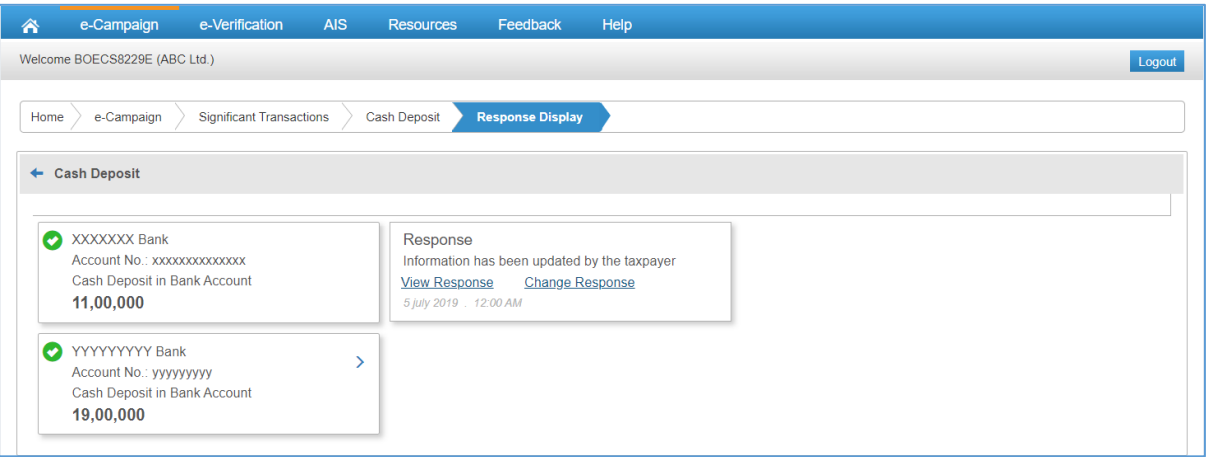 e-Campaign e-Verification AIS Resources Feedback Help
Welcome BOECS8229E (ABC Ltd.) Logout
Home e-Campaign Significant Transactions Cash Deposit Response Display
Cash Deposit
XXXXXXX Bank
Account No.: xxxxxxxxxxxxxx
Cash Deposit in Bank Account
11,00,000
Response
Information has been updated by the taxpayer
View Response Change Response
5 july 2019 . 12:00 AM
YYYYYYYYY Bank
Account No.: yyyyyyyyy
Cash Deposit in Bank Account
19,00,000